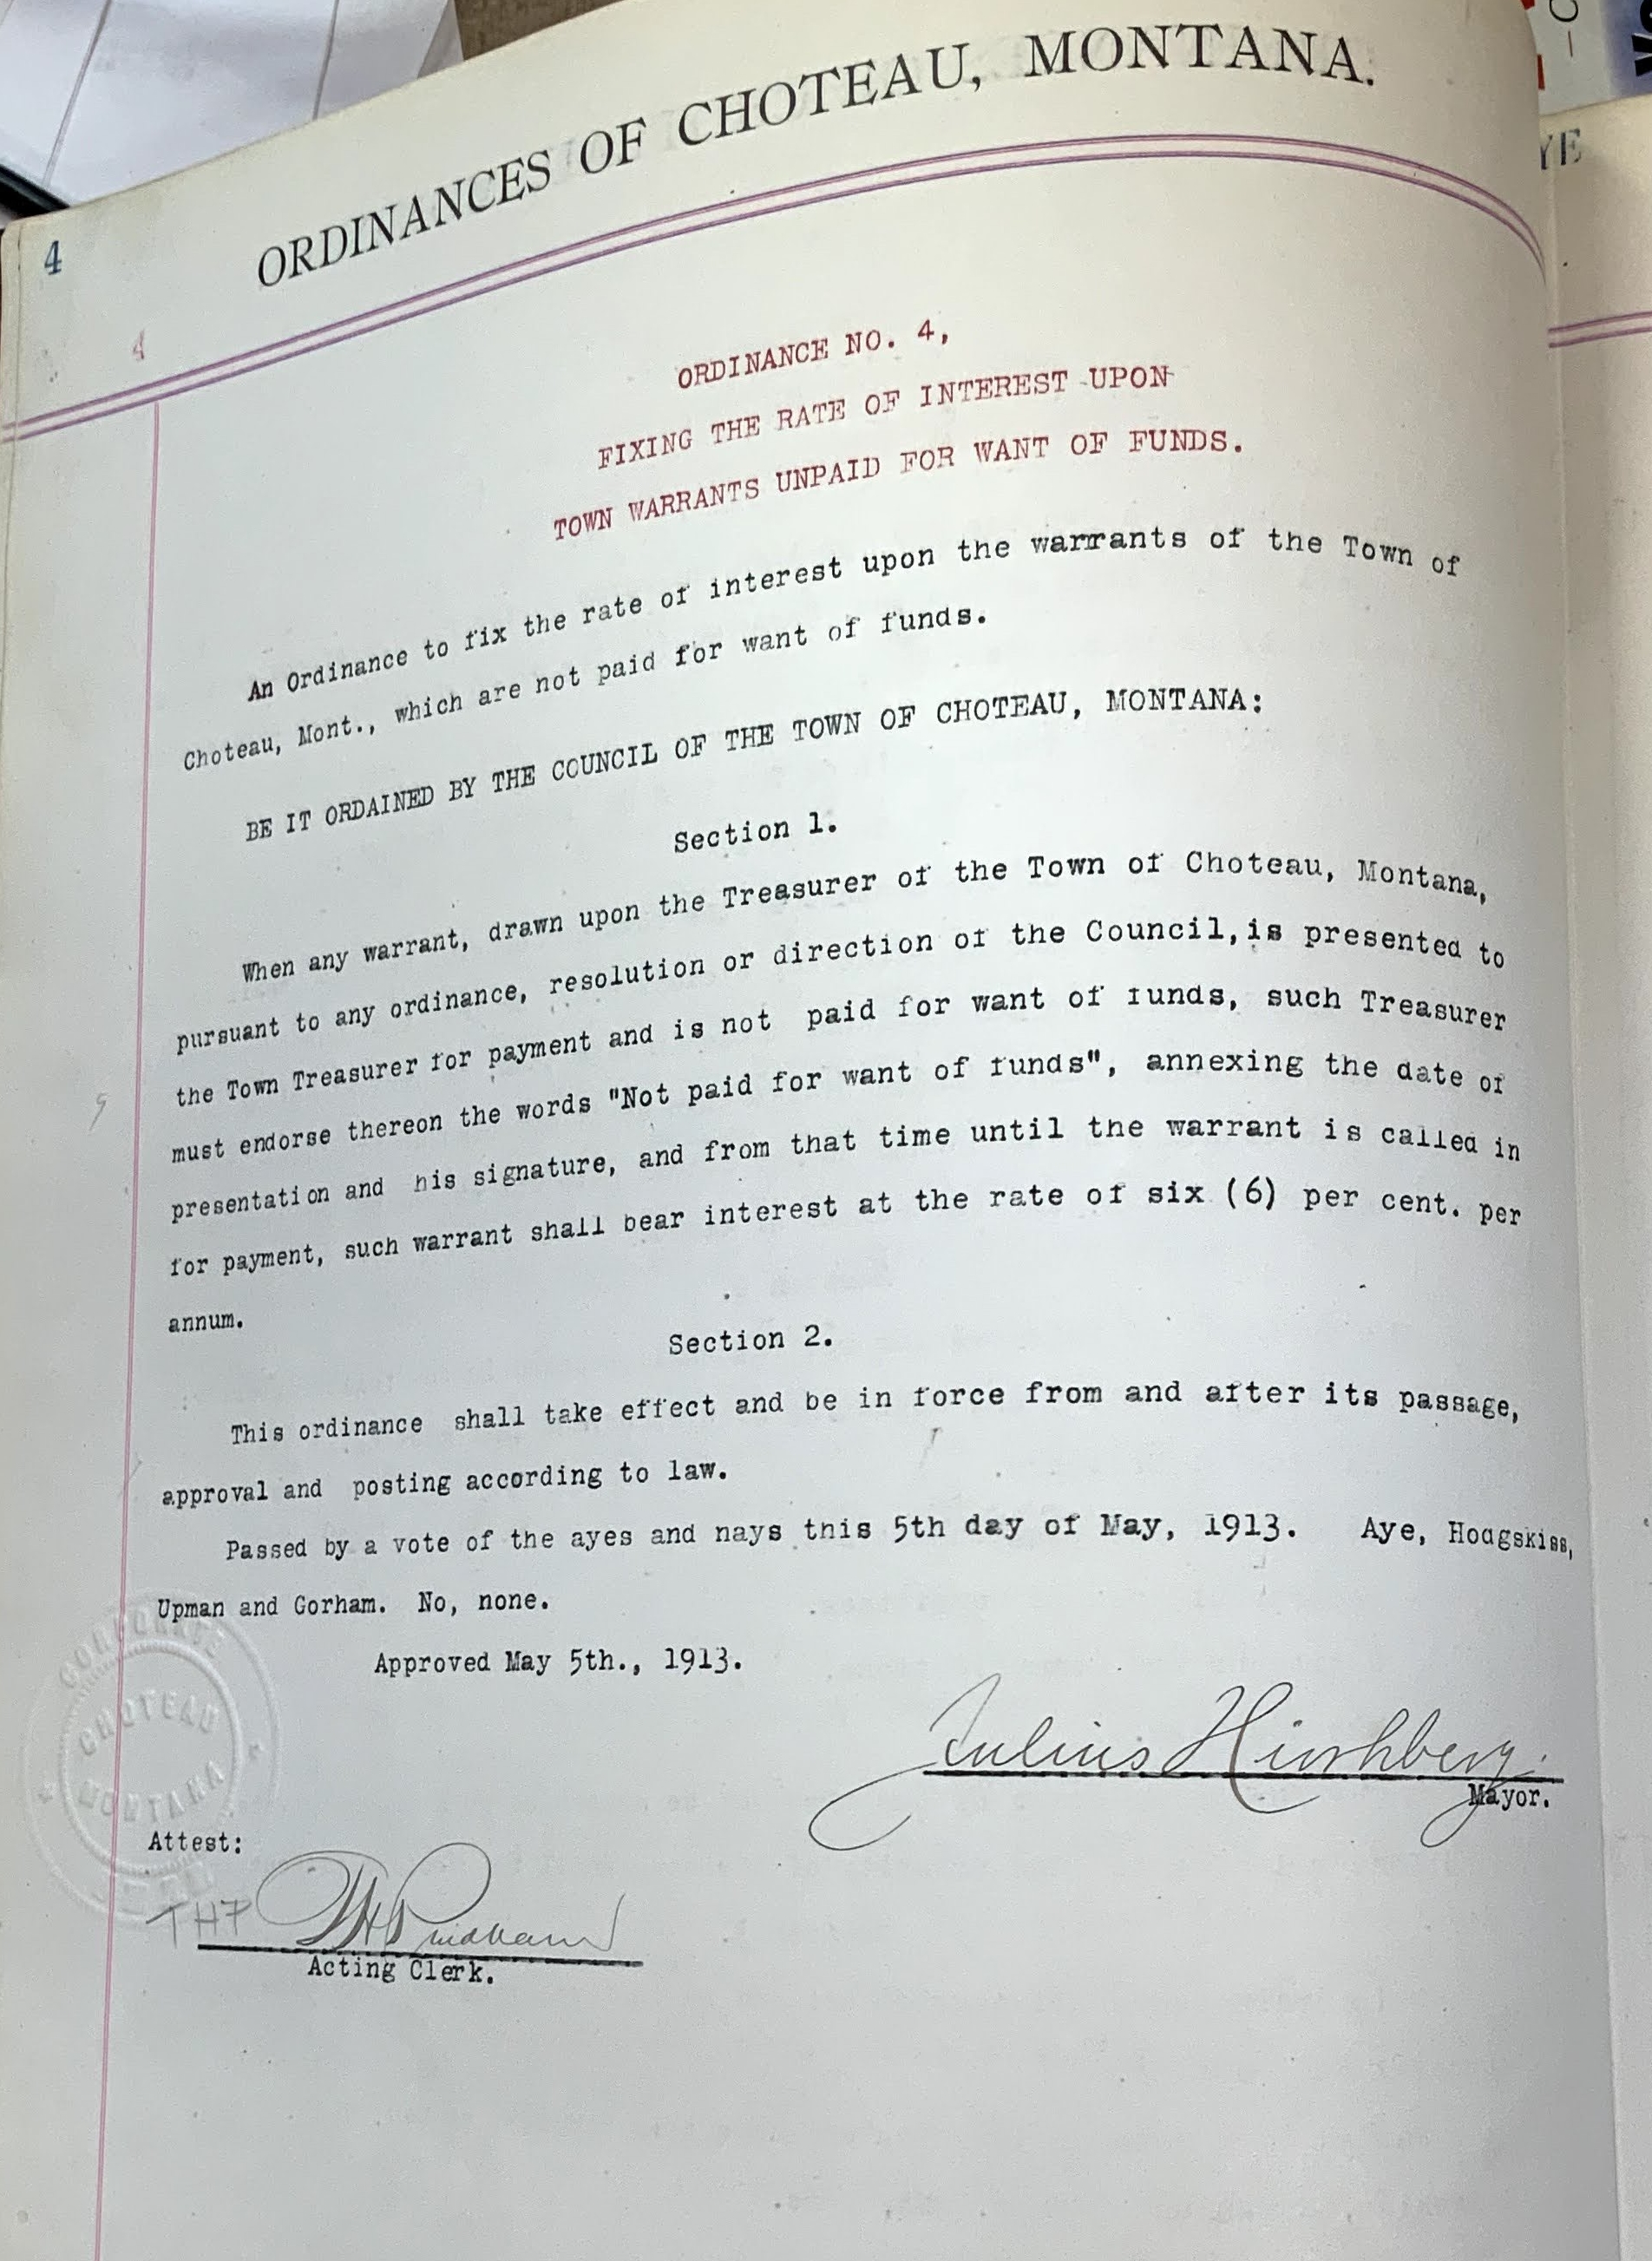 ORDINANCES OF CHOTEAU, MONTANA.
4
4
ORDINANCE NO. 4,
FIXING THE RATE OF INTEREST UPON
TOWN WARRANTS UNPAID FOR WANT OF FUNDS.
An Ordinance to fix the rate of interest upon the warrants of the Town of
Choteau, Mont., which are not paid for want of funds.
BE IT ORDAINED BY THE COUNCIL OF THE TOWN OF CHOTEAU, MONTANA:
Section 1.
When any warrant, drawn upon the Treasurer of the Town of Choteau, Montana,
pursuant to any ordinance, resolution or direction of the Council, is presented to
the Town Treasurer for payment and is not paid for want of funds, such Treasurer
must endorse thereon the words "Not paid for want of funds", annexing the date of
presentation and his signature, and from that time until the warrant is called in
for payment, such warrant shall bear interest at the rate of six (6) per cent. per
annum.
Section 2.
This ordinance shall take effect and be in force from and after its passage,
approval and posting according to law.
Passed by a vote of the ayes and nays this 5th day of May, 1913. Aye, Hodgskiss,
Upman and Gorham. No, none.
Approved May 5th., 1913.
Julius Hirshberg.
Mayor.
CORPORATE
CHOTEAU
MONTANA
Attest:
THP
Acting Clerk.
YE